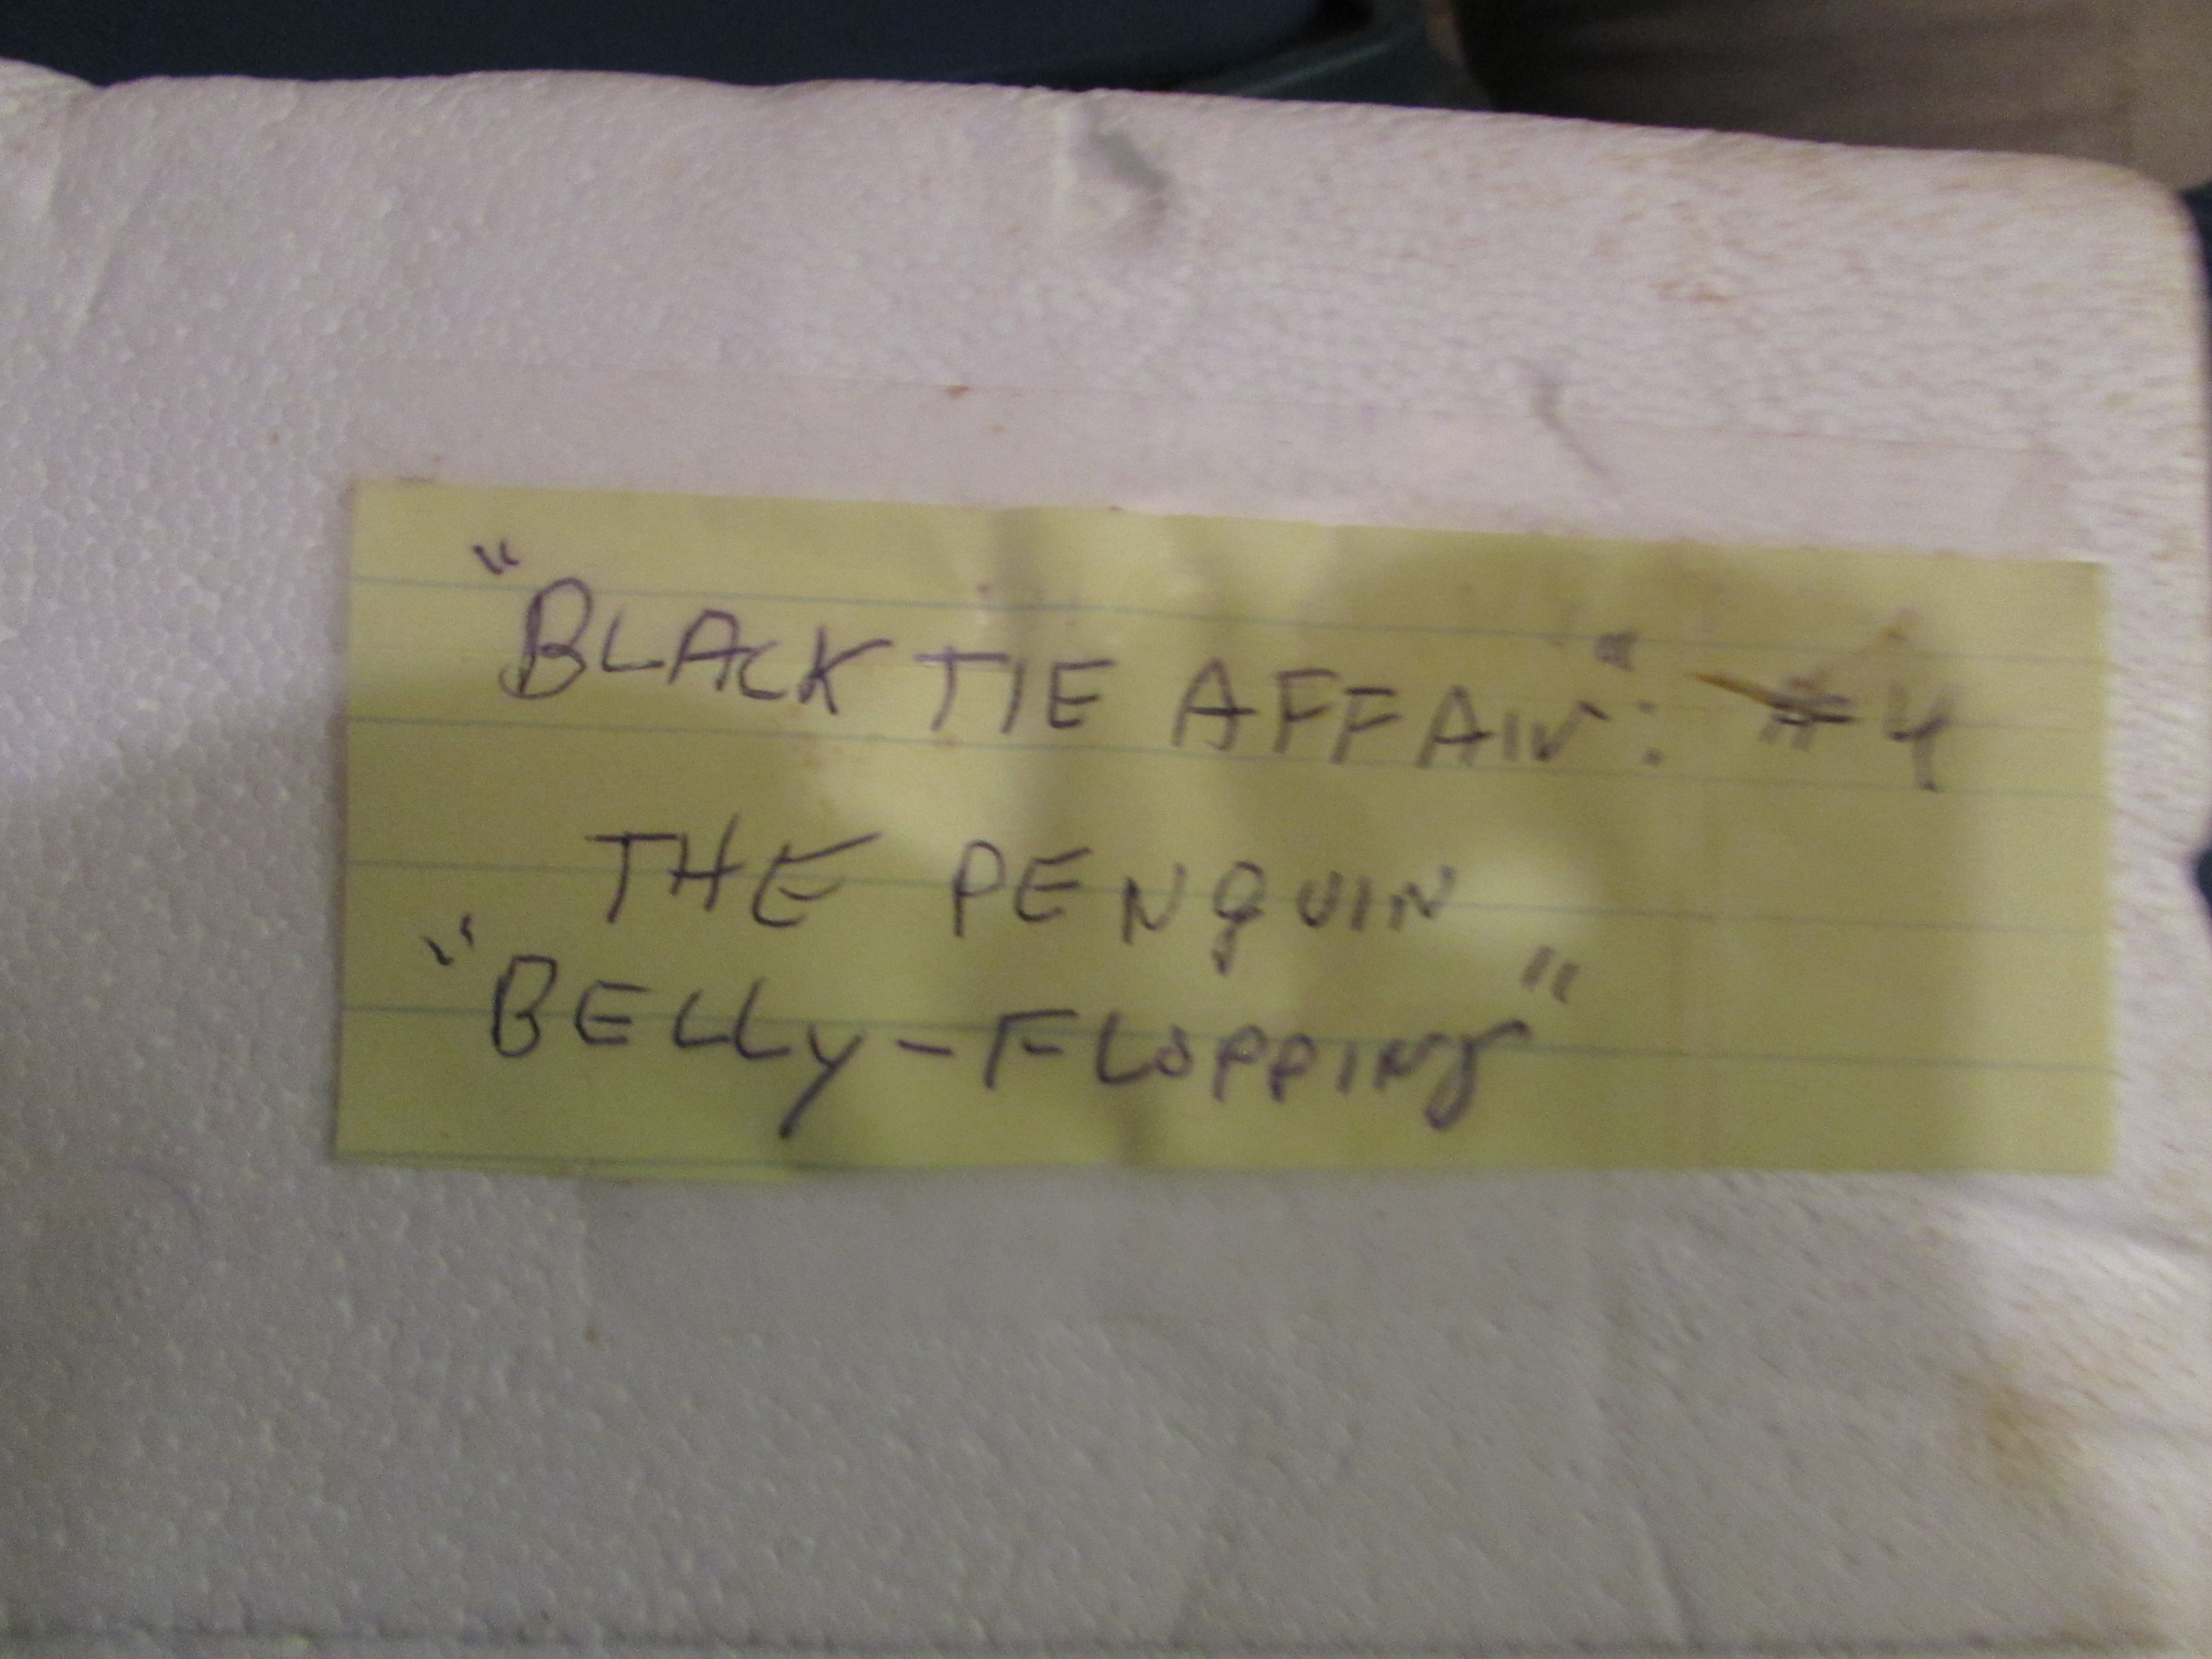 "BLACK TIE AFFAIR": #4
THE PENGUIN
"BELLY-FLOPPING"